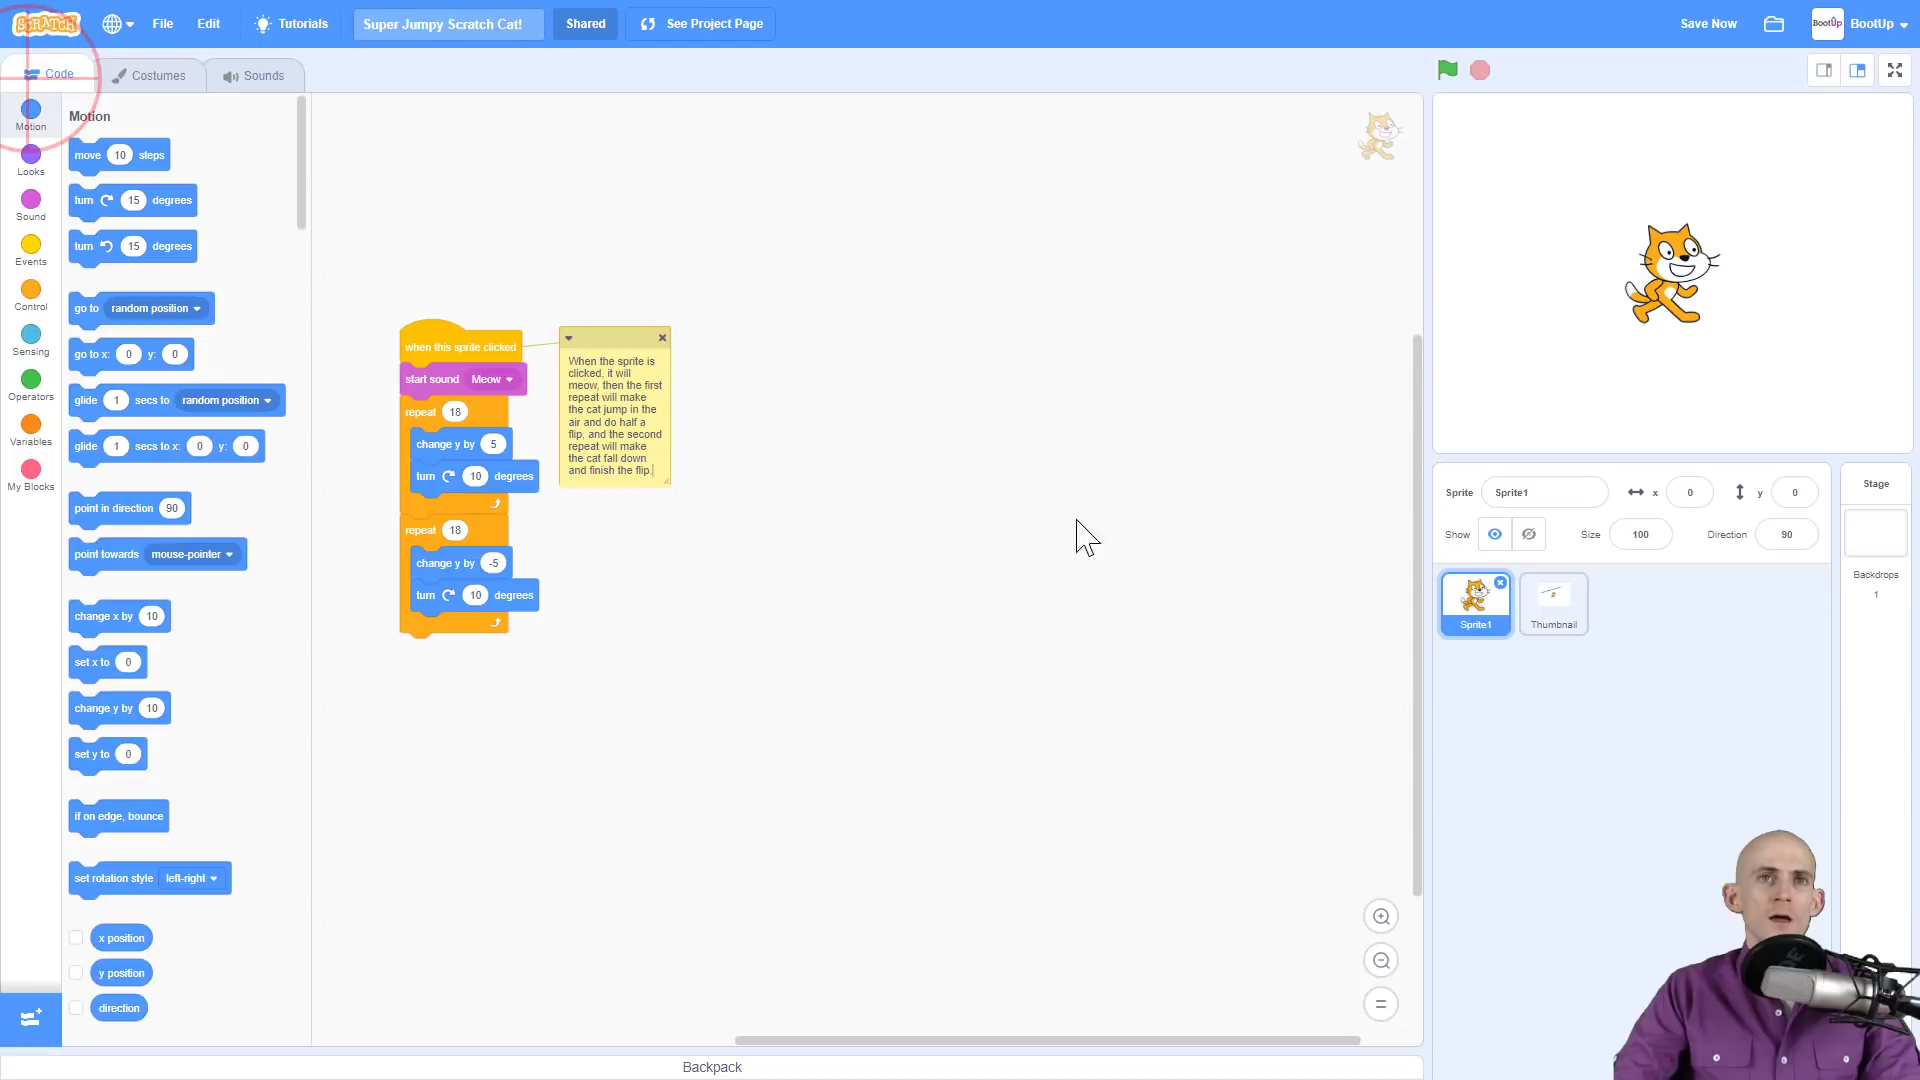 SCRATCH
File
Edit
Tutorials
Super Jumpy Scratch Cat!
Shared
See Project Page
Save Now
BootUp
BootUp
Code
Costumes
Sounds
Motion
Looks
Sound
Events
Control
Sensing
Operators
Variables
My Blocks
Motion
move 10 steps
turn 15 degrees
turn 15 degrees
go to random position
go to x: 0 y: 0
glide 1 secs to random position
glide 1 secs to x: 0 y: 0
point in direction 90
point towards mouse-pointer
change x by 10
set x to 0
change y by 10
set y to 0
if on edge, bounce
set rotation style left-right
x position
y position
direction
when this sprite clicked
start sound Meow
repeat 18
change y by 5
turn 10 degrees
repeat 18
change y by -5
turn 10 degrees
When the sprite is
clicked, it will
meow, then the first
repeat will make
the cat jump in the
air and do half a
flip, and the second
repeat will make
the cat fall down
and finish the flip.
Sprite Sprite1 x 0 y 0
Show Size 100 Direction 90
Sprite1
Thumbnail
Stage
Backdrops
1
Backpack